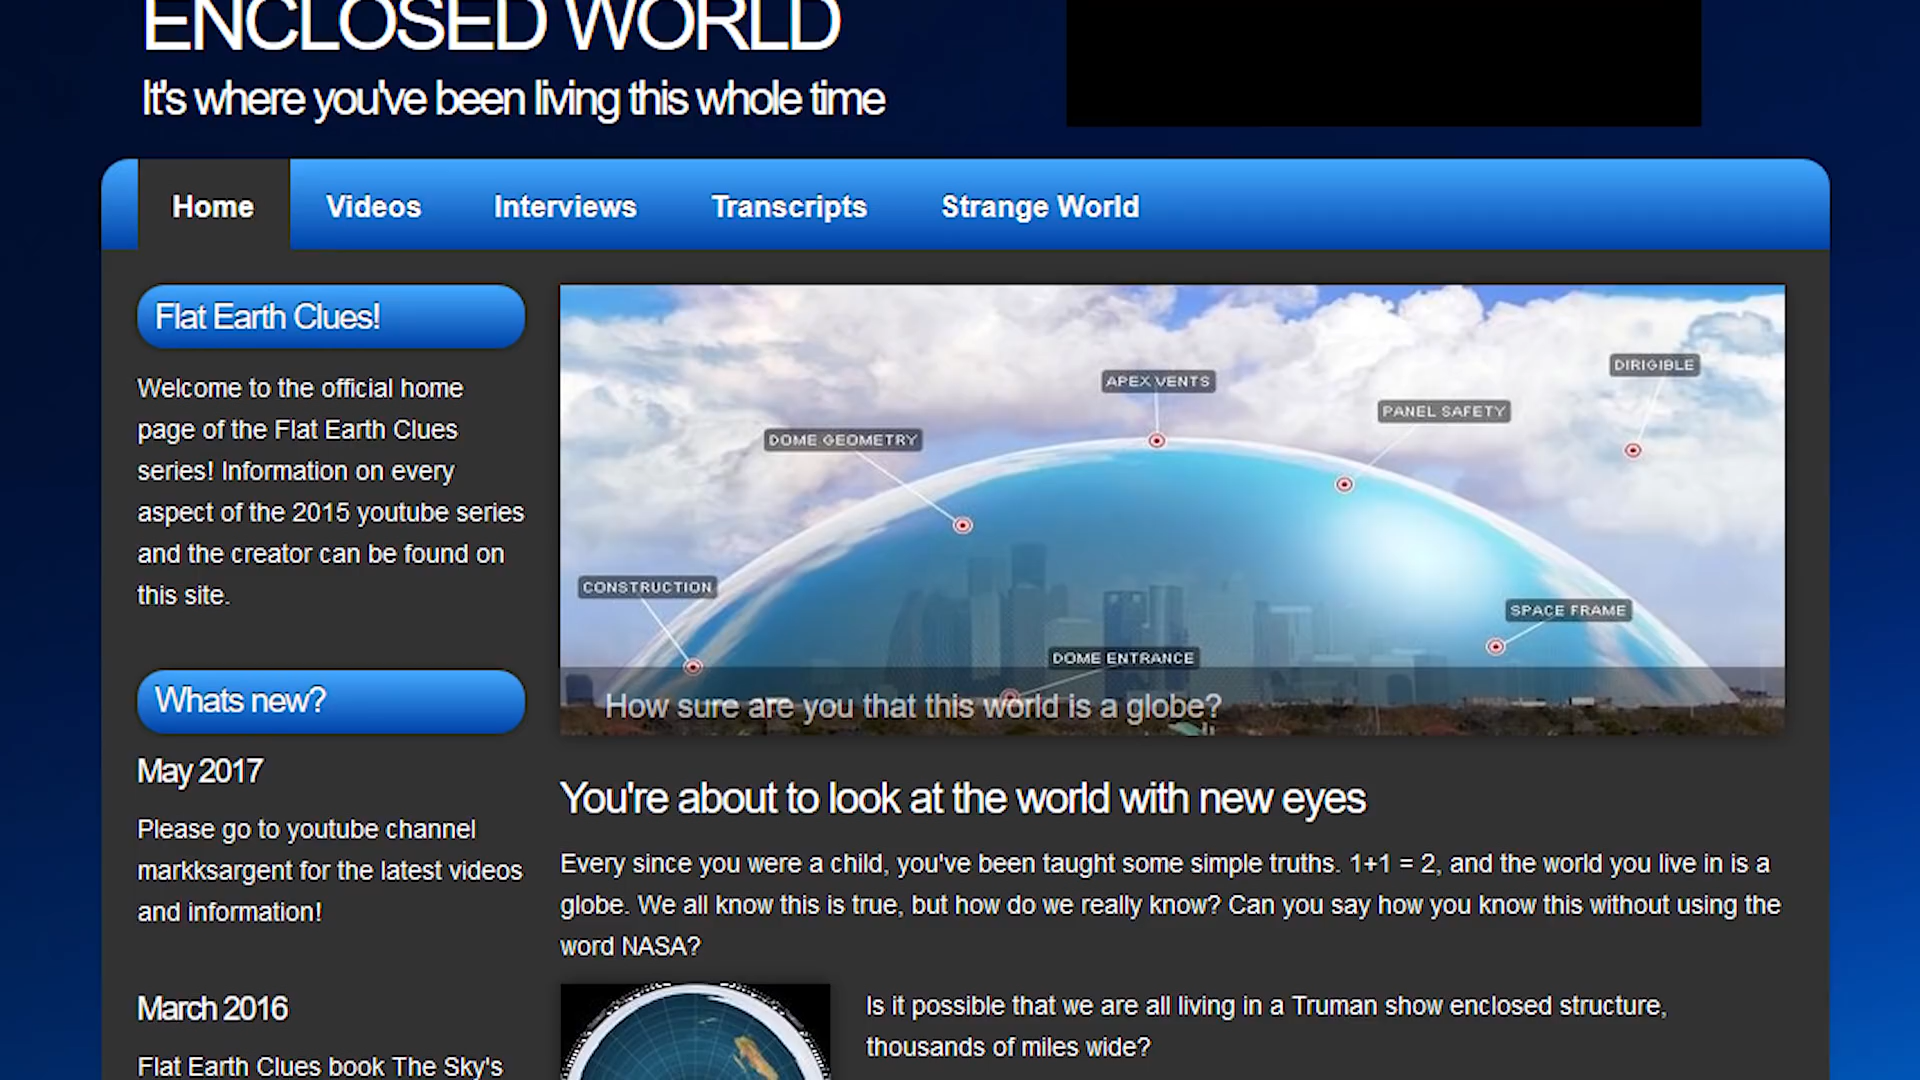 ENCLOSED WORLD
It's where you've been living this whole time
Home
Videos
Interviews
Transcripts
Strange World
Flat Earth Clues!
Welcome to the official home
page of the Flat Earth Clues
series! Information on every
aspect of the 2015 youtube series
and the creator can be found on
this site.
Whats new?
May 2017
Please go to youtube channel
markksargent for the latest videos
and information!
March 2016
Flat Earth Clues book The Sky's
DIRIGIBLE
APEX VENTS
PANEL SAFETY
DOME GEOMETRY
CONSTRUCTION
SPACE FRAME
DOME ENTRANCE
How sure are you that this world is a globe?
You're about to look at the world with new eyes
Every since you were a child, you've been taught some simple truths. 1+1 = 2, and the world you live in is a
globe. We all know this is true, but how do we really know? Can you say how you know this without using the
word NASA?
Is it possible that we are all living in a Truman show enclosed structure,
thousands of miles wide?